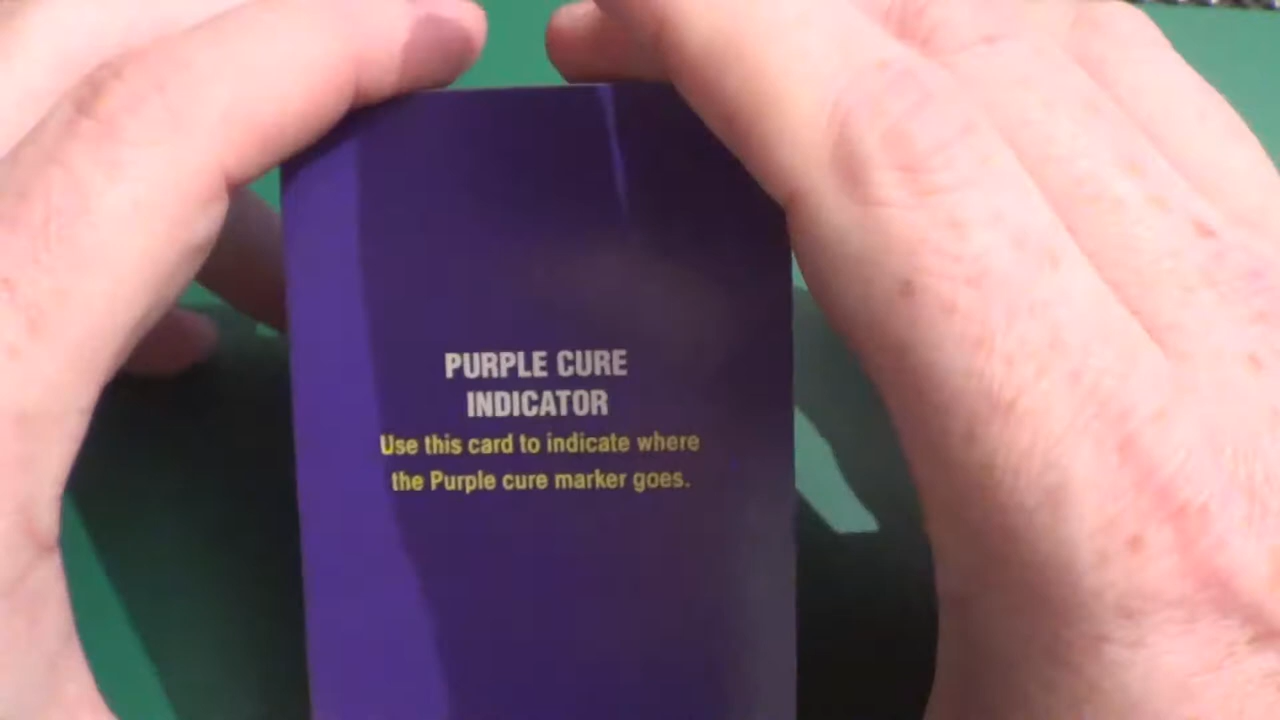 PURPLE CURE
INDICATOR
Use this card to indicate where
the Purple cure marker goes.